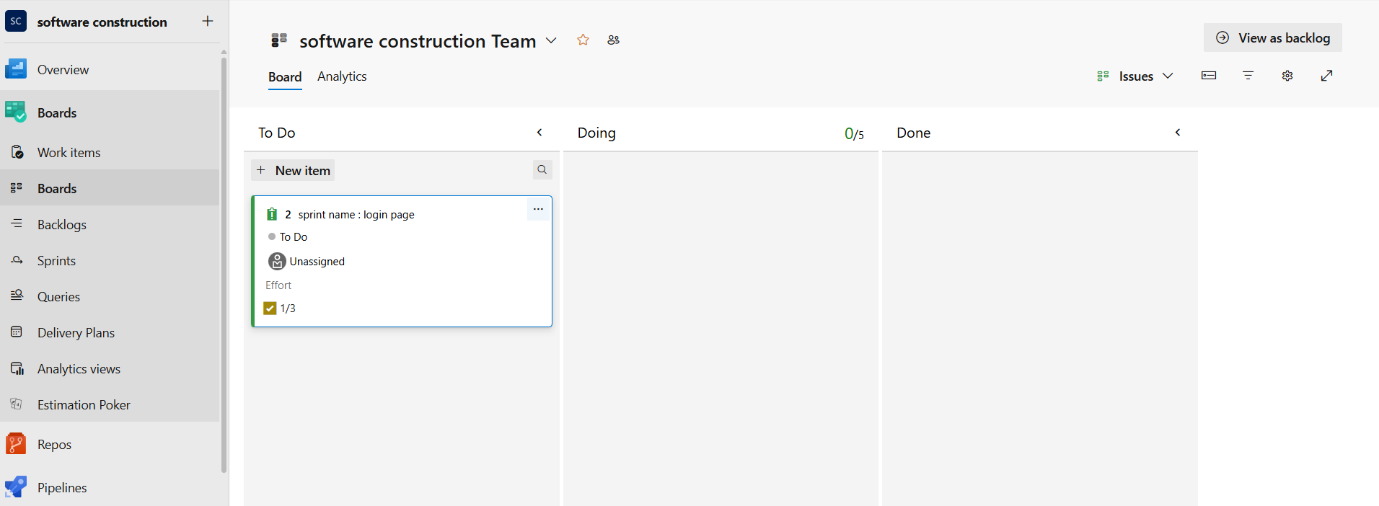 SC software construction
Overview
Boards
Work items
Boards
Backlogs
Sprints
Queries
Delivery Plans
Analytics views
Estimation Poker
Repos
Pipelines
software construction Team
View as backlog
Board Analytics
Issues
To Do
Doing 0/5
Done
+ New item
2 sprint name : login page
To Do
Unassigned
Effort
1/3